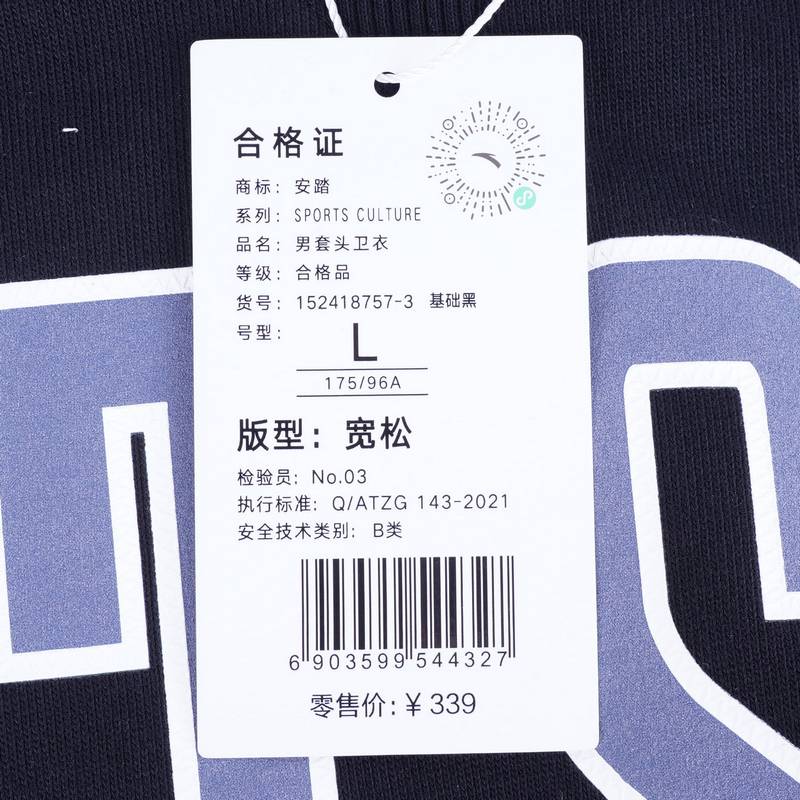 合格证
商标：安踏
系列：SPORTS CULTURE
品名：男套头卫衣
等级：合格品
货号：152418757-3 基础黑
号型：
L
175/96A
版型：宽松
检验员：No.03
执行标准：Q/ATZG 143-2021
安全技术类别：B类
6 903599 544327
零售价:￥339